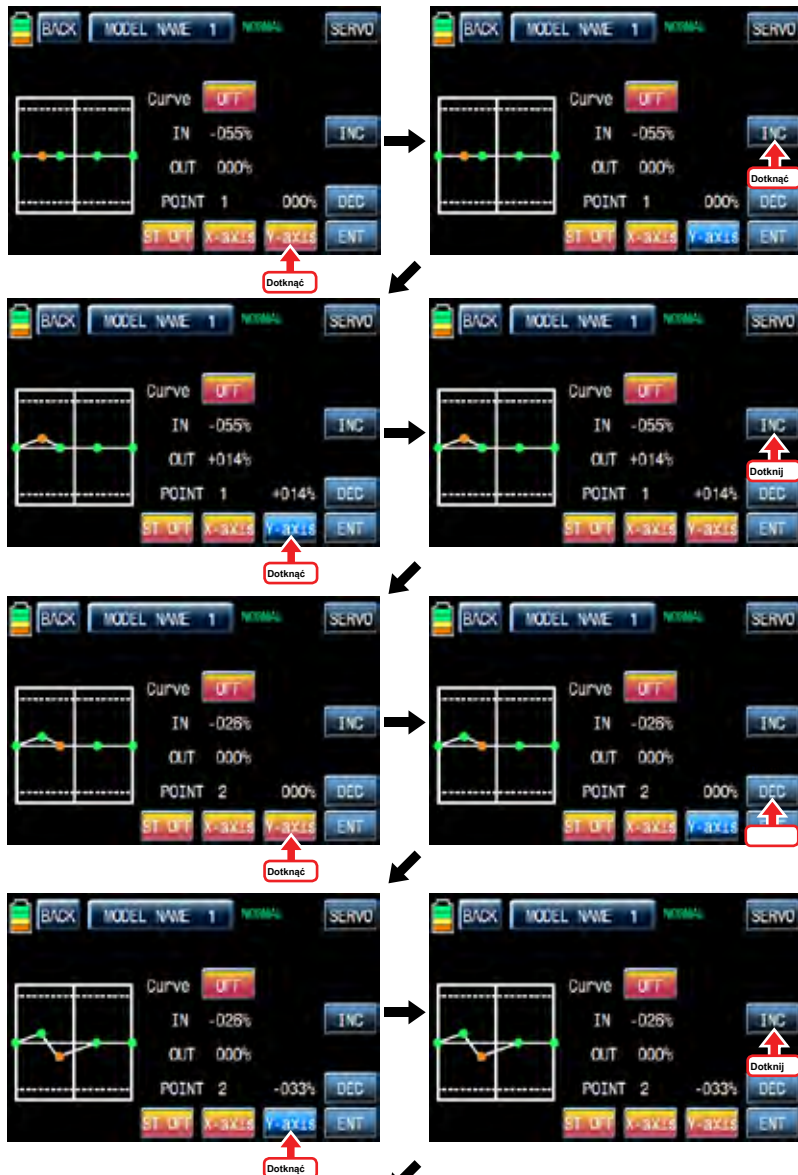 BACK MODEL NAME 1 NORMAL SERVO
Curve OFF
IN -055%
INC
OUT 000%
POINT 1 000% DEC
ST OFF X-axis Y-axis ENT
Dotknąć
BACK MODEL NAME 1 NORMAL SERVO
Curve OFF
IN -055%
INC
OUT 000%
Dotknąć
POINT 1 000% DEC
ST OFF X-axis Y-axis ENT
BACK MODEL NAME 1 NORMAL SERVO
Curve OFF
IN -055%
INC
OUT +014%
POINT 1 +014% DEC
ST OFF X-axis Y-axis ENT
Dotknąć
BACK MODEL NAME 1 NORMAL SERVO
Curve OFF
IN -055%
INC
OUT +014%
Dotknij
POINT 1 +014% DEC
ST OFF X-axis Y-axis ENT
BACK MODEL NAME 1 NORMAL SERVO
Curve OFF
IN -026%
INC
OUT 000%
POINT 2 000% DEC
ST OFF X-axis Y-axis ENT
Dotknąć
BACK MODEL NAME 1 NORMAL SERVO
Curve OFF
IN -026%
INC
OUT 000%
POINT 2 000% DEC
ST OFF X-axis Y-axis
BACK MODEL NAME 1 NORMAL SERVO
Curve OFF
IN -026%
INC
OUT 000%
POINT 2 -033% DEC
ST OFF X-axis Y-axis ENT
Dotknąć
BACK MODEL NAME 1 NORMAL SERVO
Curve OFF
IN -026%
INC
OUT 000%
Dotknij
POINT 2 -033% DEC
ST OFF X-axis Y-axis ENT